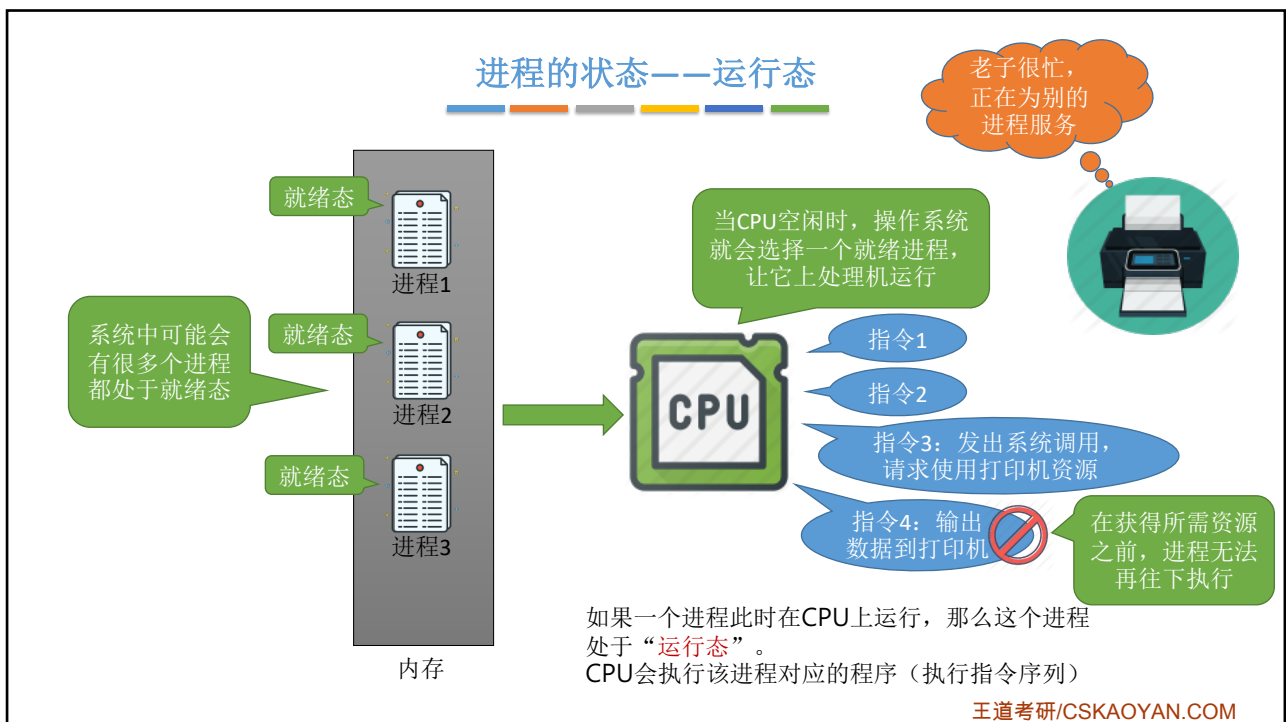 进程的状态——运行态
老子很忙，
正在为别的
进程服务
就绪态
进程1
系统中可能会
有很多个进程
都处于就绪态
就绪态
进程2
就绪态
进程3
内存
当CPU空闲时，操作系统
就会选择一个就绪进程，
让它上处理机运行
CPU
指令1
指令2
指令3：发出系统调用，
请求使用打印机资源
指令4：输出
数据到打印机
在获得所需资源
之前，进程无法
再往下执行
如果一个进程此时在CPU上运行，那么这个进程
处于“运行态”。
CPU会执行该进程对应的程序（执行指令序列）
王道考研/CSKAOYAN.COM